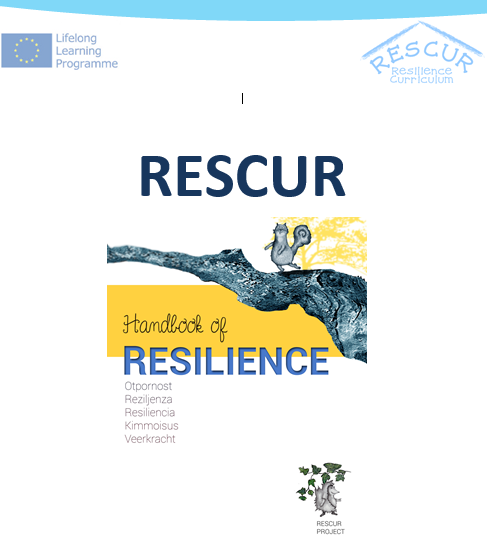 Lifelong
Learning
Programme
RESCUR
Resilience
Curriculum
RESCUR
Handbook of
RESILIENCE
Otpornost
Reziljenza
Resiliencia
Kimmoisus
Veerkracht
RESCUR
PROJECT